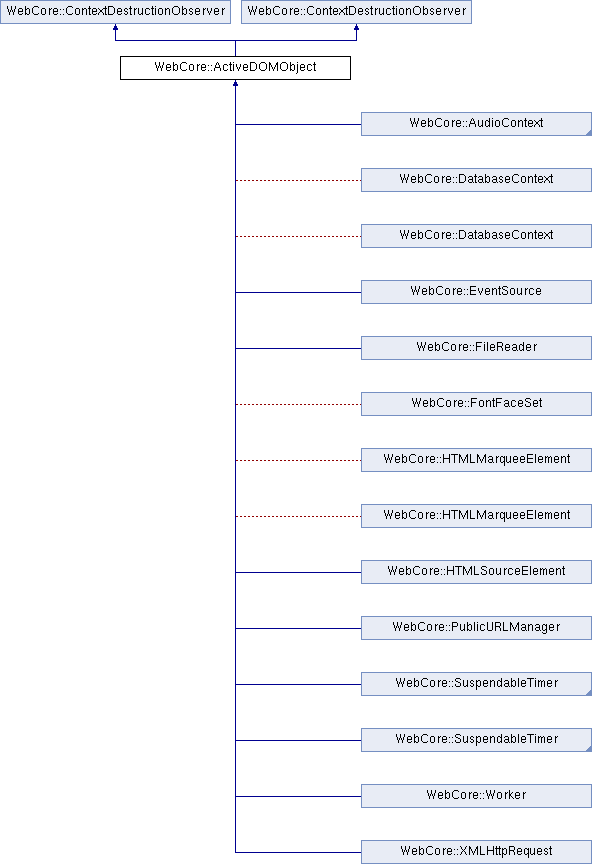 WebCore::ContextDestructionObserver
WebCore::ContextDestructionObserver
WebCore::ActiveDOMObject
WebCore::AudioContext
WebCore::DatabaseContext
WebCore::DatabaseContext
WebCore::EventSource
WebCore::FileReader
WebCore::FontFaceSet
WebCore::HTMLMarqueeElement
WebCore::HTMLMarqueeElement
WebCore::HTMLSourceElement
WebCore::PublicURLManager
WebCore::SuspendableTimer
WebCore::SuspendableTimer
WebCore::Worker
WebCore::XMLHttpRequest